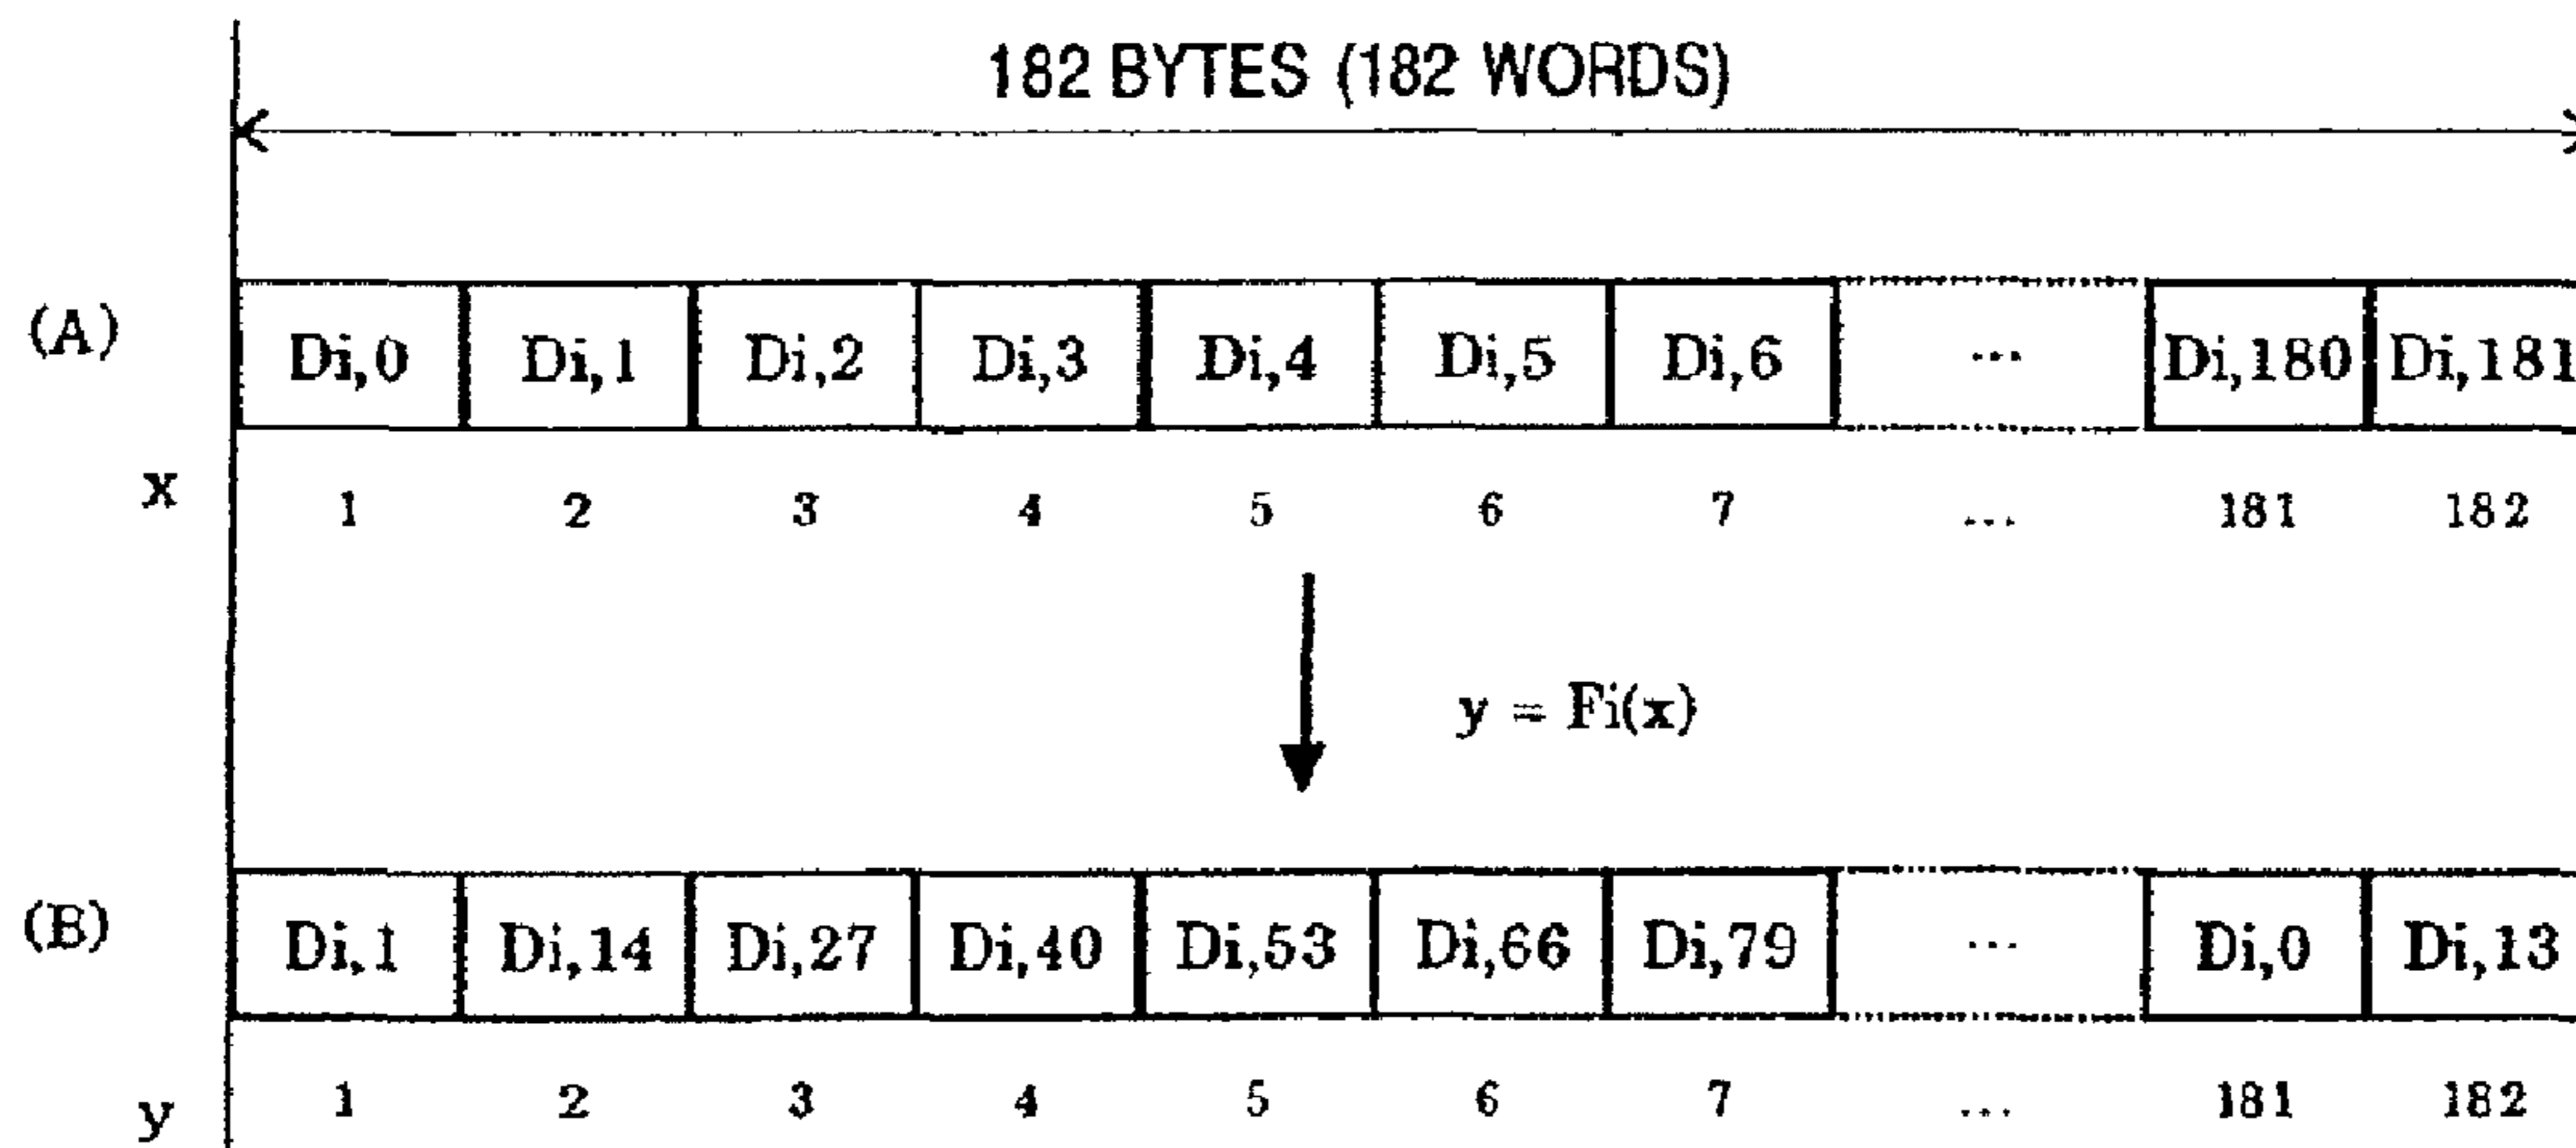 182 BYTES (182 WORDS)
(A) Di,0 Di,1 Di,2 Di,3 Di,4 Di,5 Di,6 ... Di,180 Di,181
x 1 2 3 4 5 6 7 ... 181 182
y = Fi(x)
(B) Di,1 Di,14 Di,27 Di,40 Di,53 Di,66 Di,79 ... Di,0 Di,13
y 1 2 3 4 5 6 7 ... 181 182